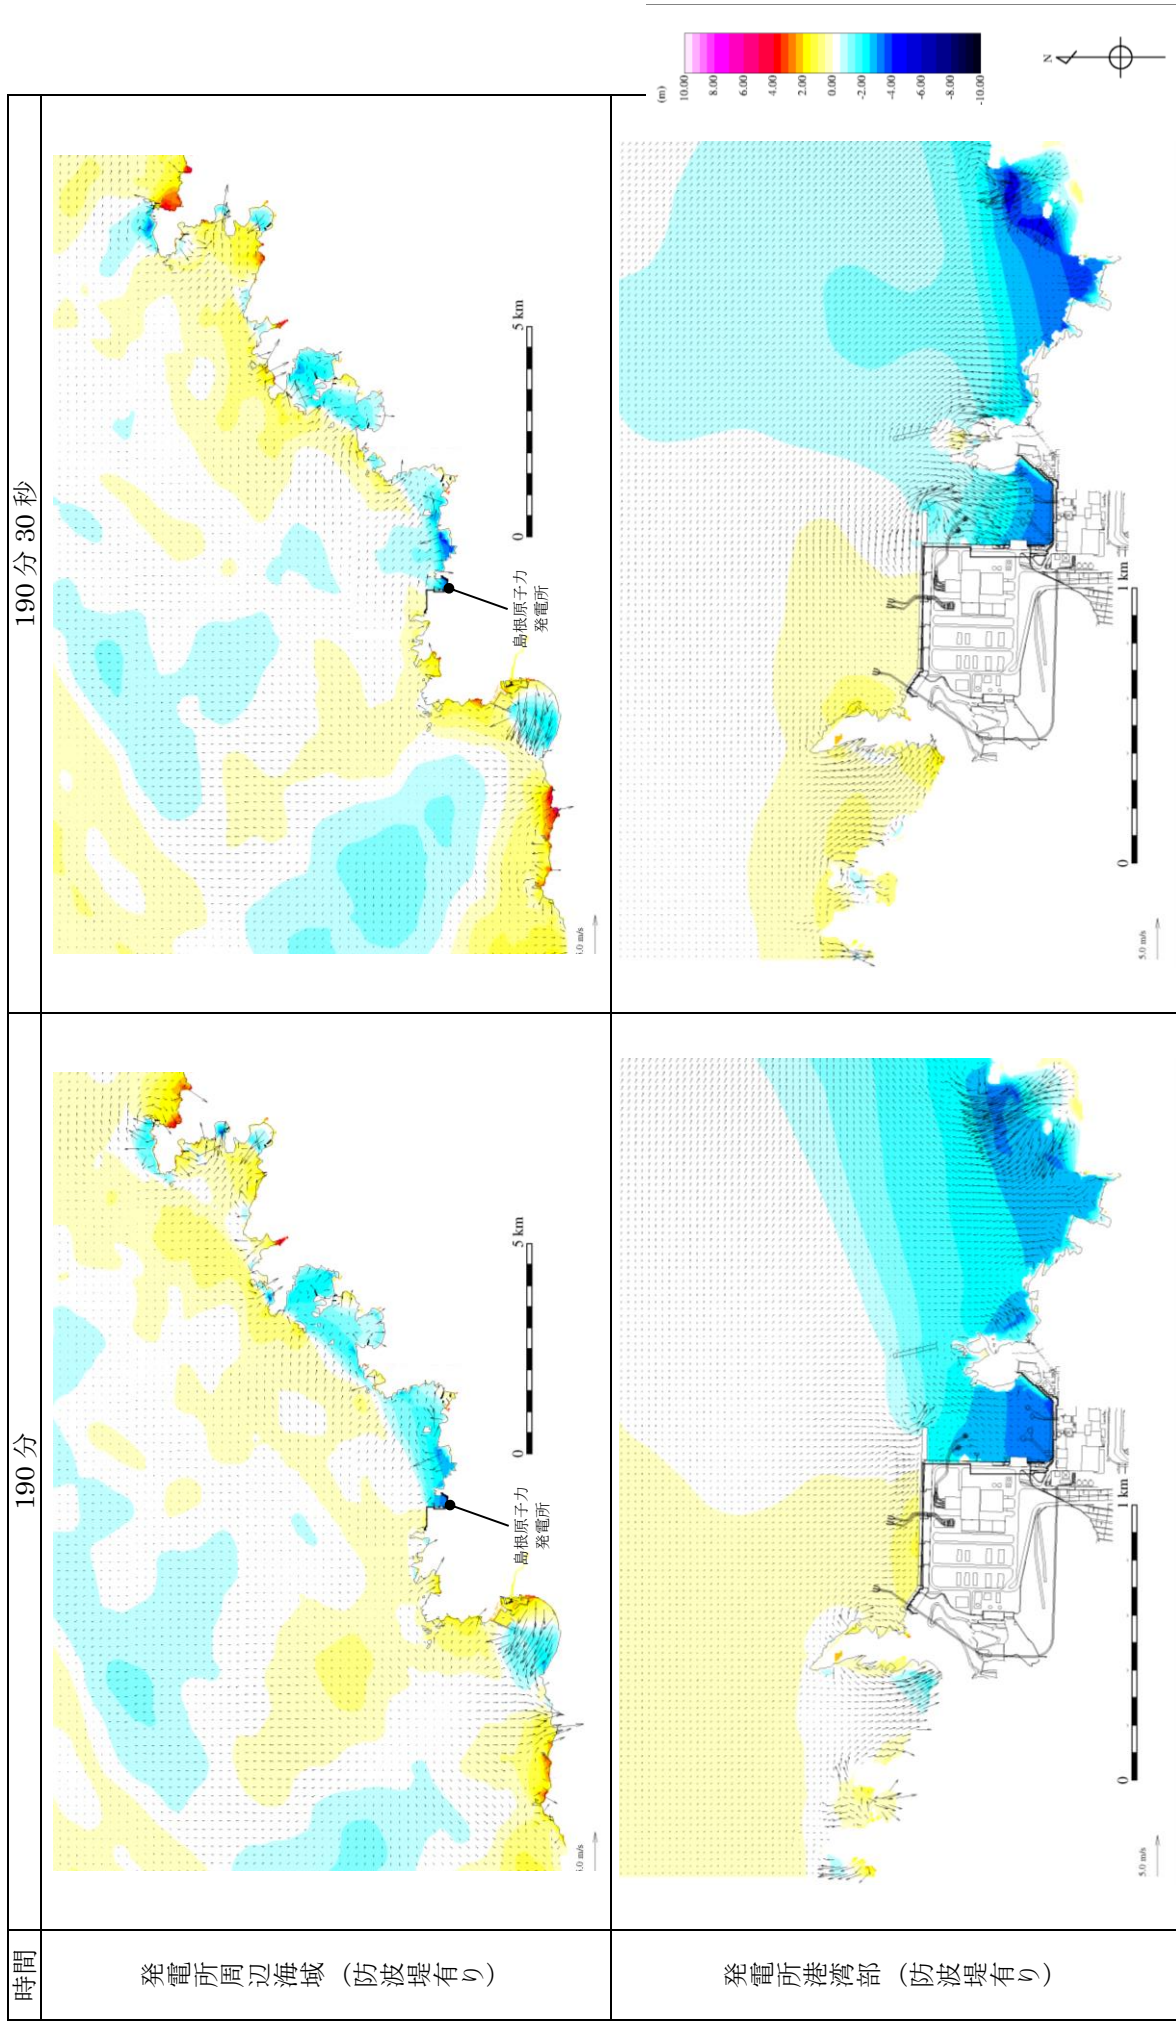 時間
190分
190分30秒
発電所周辺海域（防波堤有り）
島根原子力
発電所
0
5 km
島根原子力
発電所
0
5 km
発電所港湾部（防波堤有り）
5.0 m/s
0
1 km
5.0 m/s
0
1 km
(m)
10.00
8.00
6.00
4.00
2.00
0.00
-2.00
-4.00
-6.00
-8.00
-10.00
N